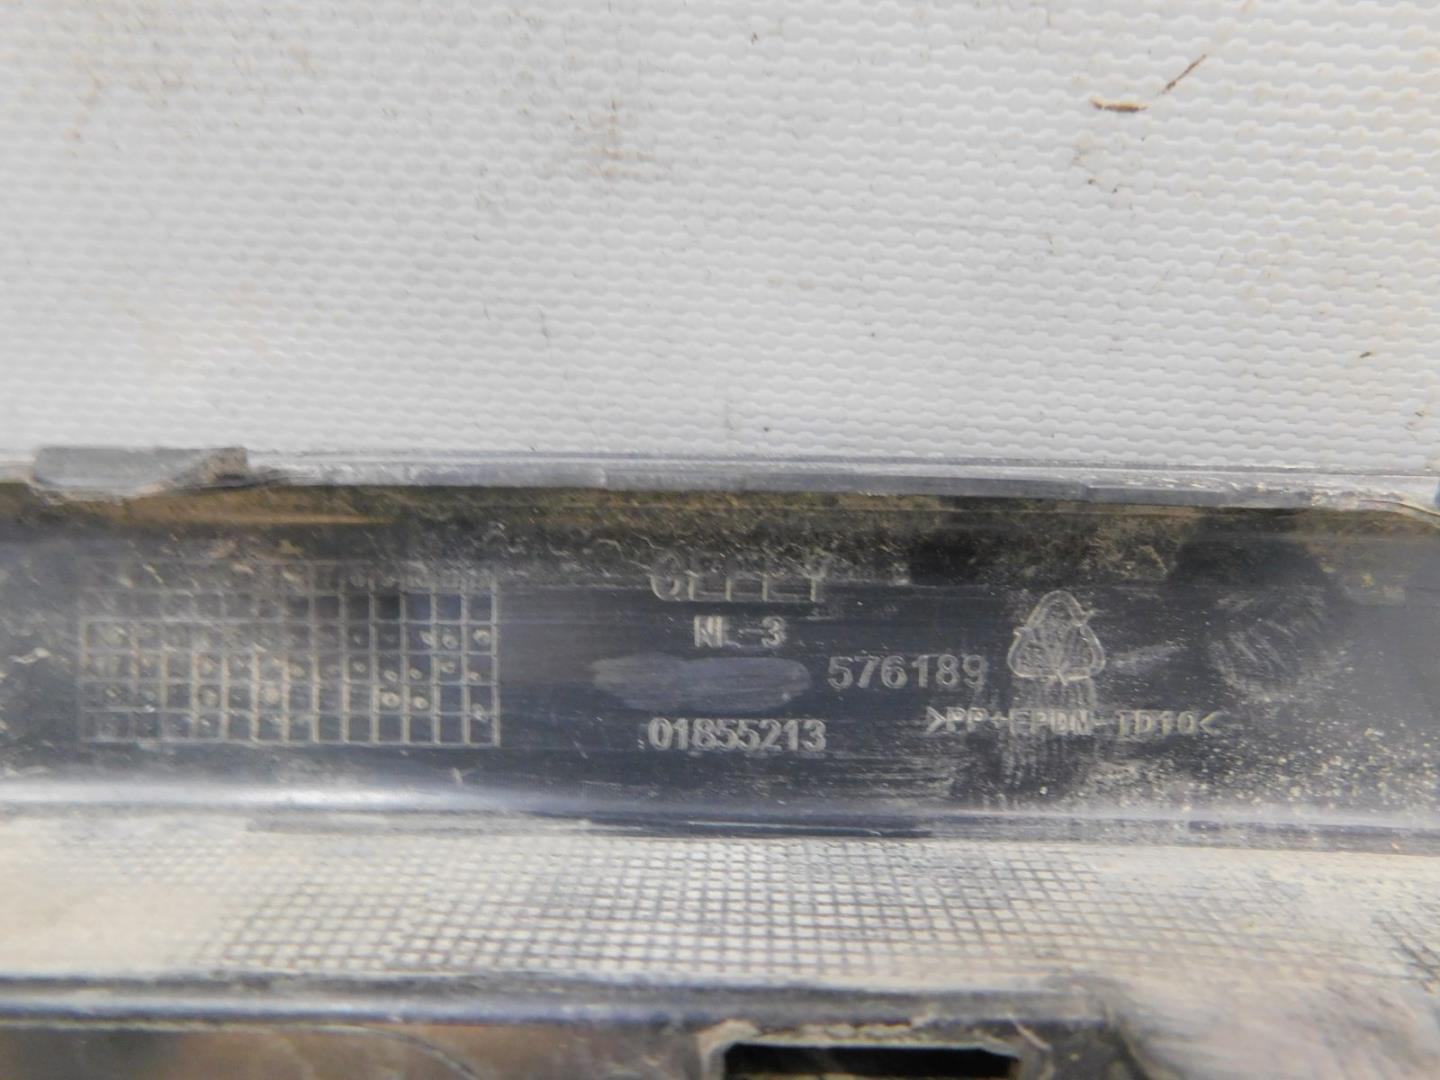 GEELY
NL-3
576189
01855213
>PP+EPDM-TD10<